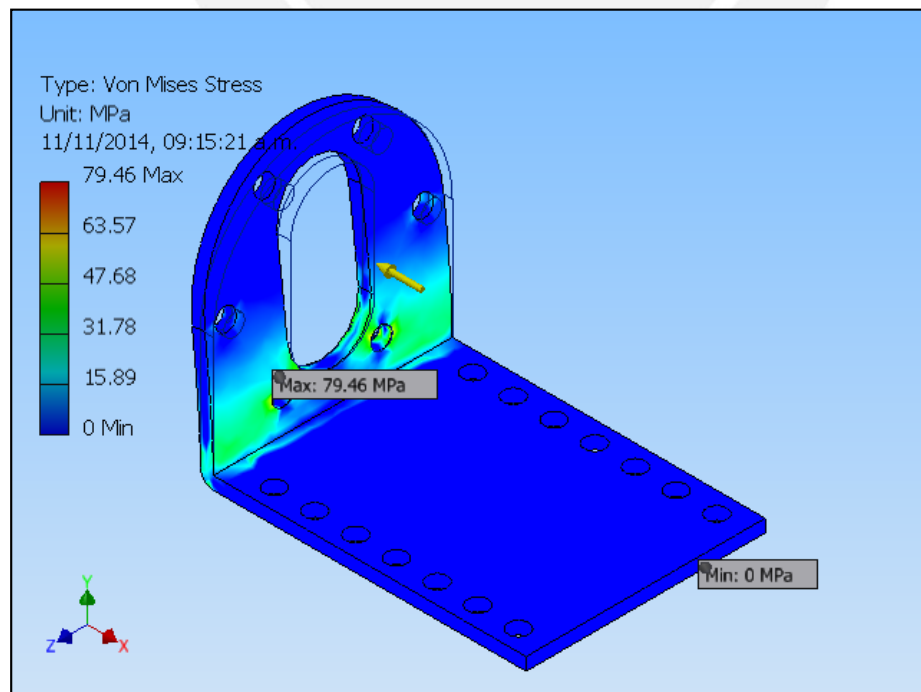 Type: Von Mises Stress
Unit: MPa
11/11/2014, 09:15:21 a.m.
79.46 Max
63.57
47.68
31.78
15.89
0 Min
Max: 79.46 MPa
Min: 0 MPa
Y
Z
X